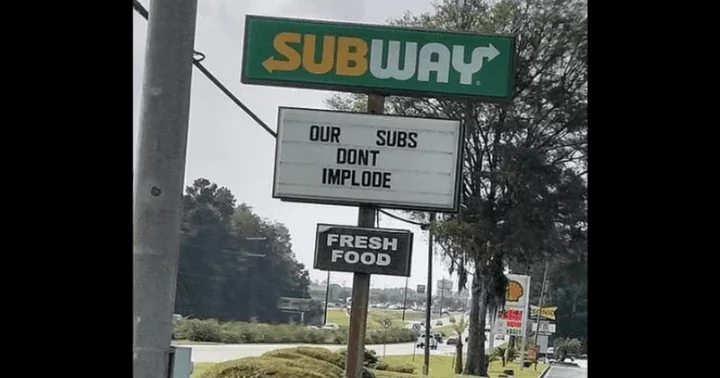 SUBWAY
OUR SUBS
DONT
IMPLODE
FRESH
FOOD